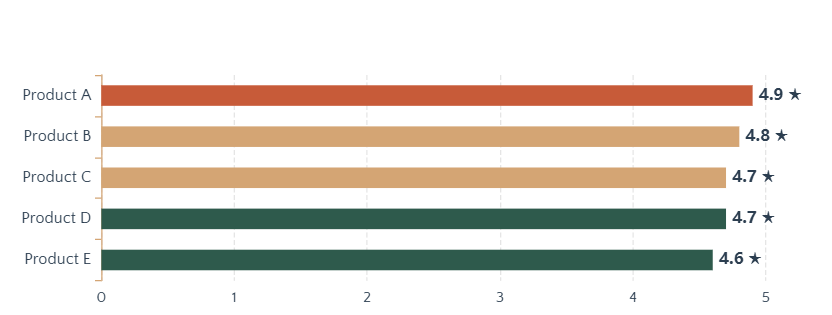 Product A 4.9 ★
Product B 4.8 ★
Product C 4.7 ★
Product D 4.7 ★
Product E 4.6 ★
0 1 2 3 4 5